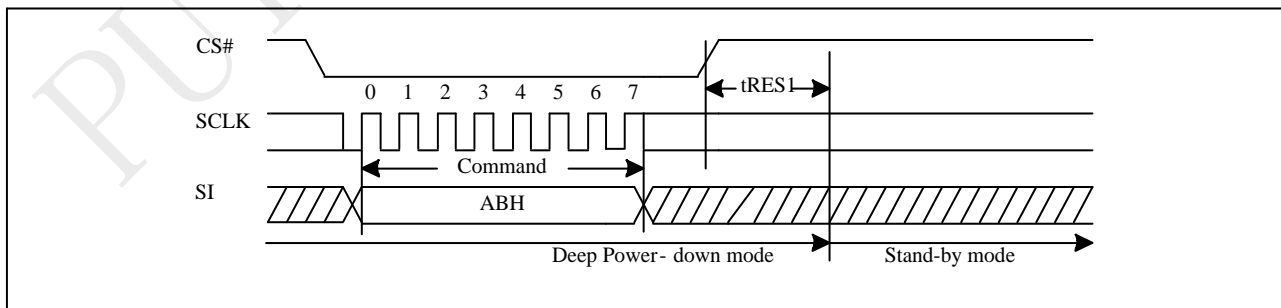 CS#
tRES1
0 1 2 3 4 5 6 7
SCLK
Command
SI
ABH
Deep Power- down mode
Stand-by mode